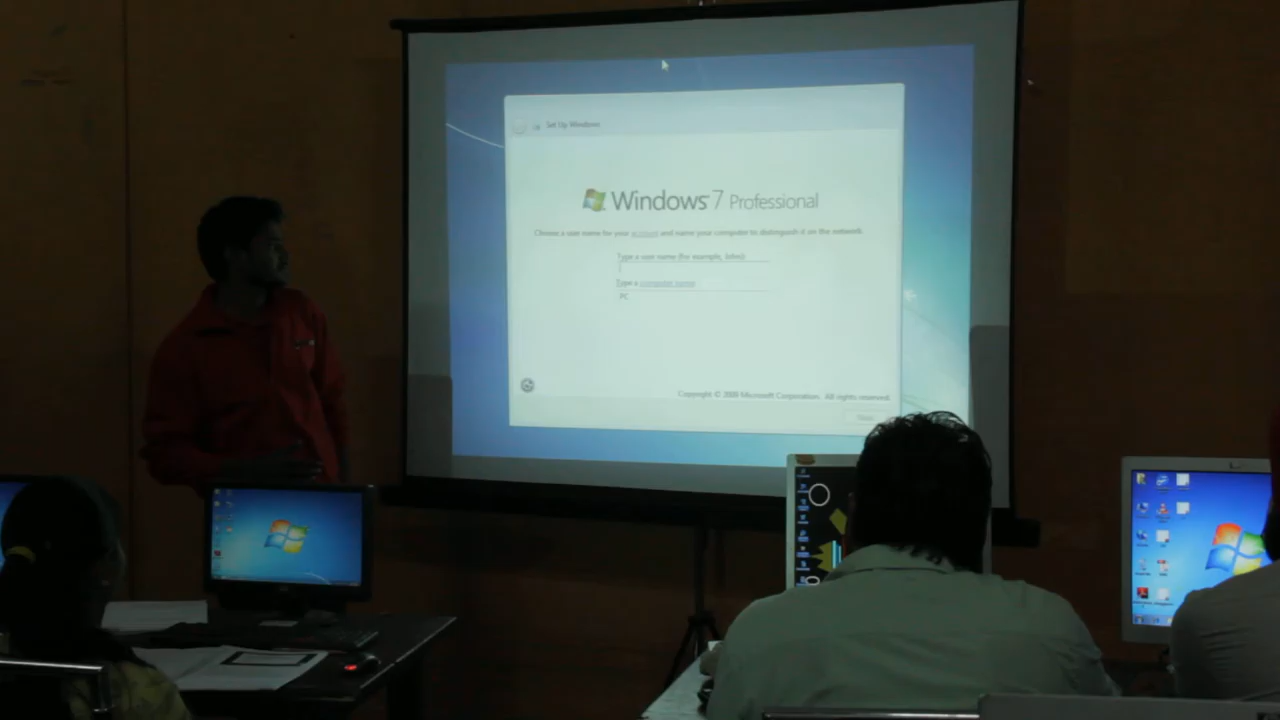 Set Up Windows
Windows 7 Professional
Choose a user name for your account and name your computer to distinguish it on the network.
Type a user name (for example, John):
Type a computer name:
PC
Copyright © 2009 Microsoft Corporation. All rights reserved.